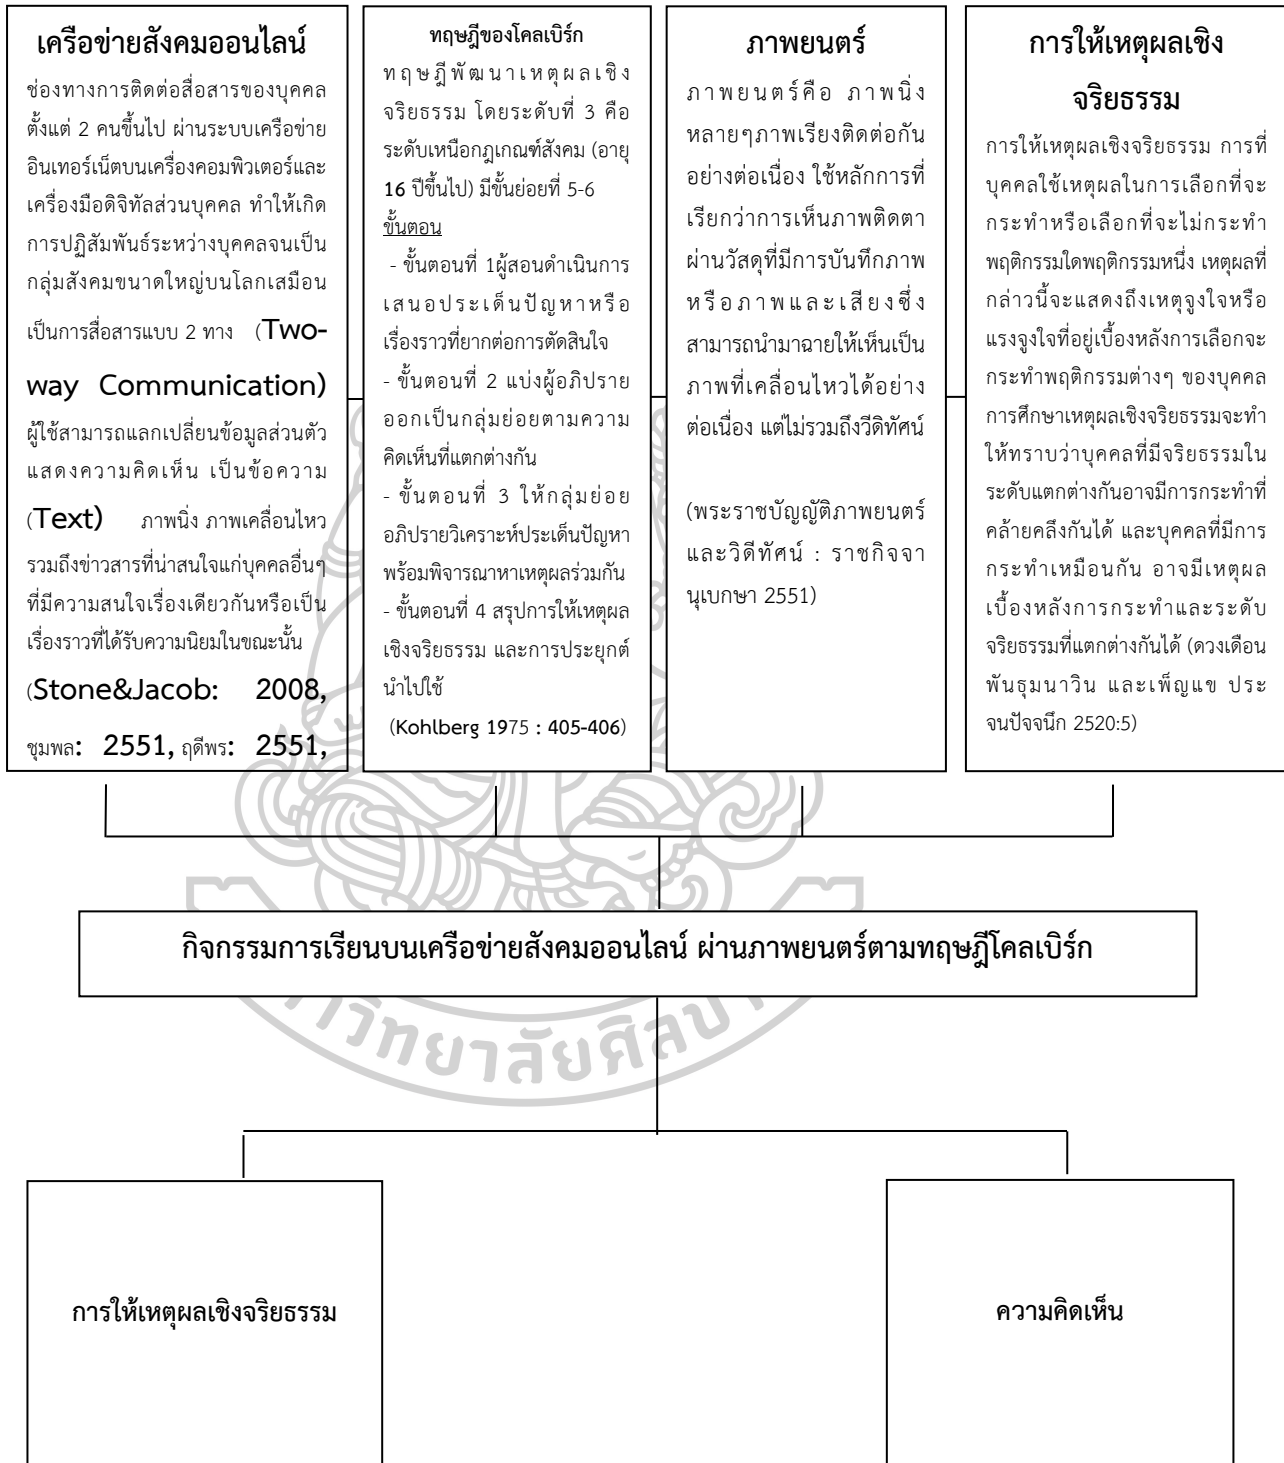 เครือข่ายสังคมออนไลน์
ช่องทางการติดต่อสื่อสารของบุคคล
ตั้งแต่ 2 คนขึ้นไป ผ่านระบบเครือข่าย
อินเทอร์เน็ตบนเครื่องคอมพิวเตอร์และ
เครื่องมือดิจิทัลส่วนบุคคล ทำให้เกิด
การปฏิสัมพันธ์ระหว่างบุคคลจนเป็น
กลุ่มสังคมขนาดใหญ่บนโลกเสมือน
เป็นการสื่อสารแบบ 2 ทาง (Two-
way Communication)
ผู้ใช้สามารถแลกเปลี่ยนข้อมูลส่วนตัว
แสดงความคิดเห็น เป็นข้อความ
(Text) ภาพนิ่ง ภาพเคลื่อนไหว
รวมถึงข่าวสารที่น่าสนใจแก่บุคคลอื่นๆ
ที่มีความสนใจเรื่องเดียวกันหรือเป็น
เรื่องราวที่ได้รับความนิยมในขณะนั้น
(Stone&Jacob: 2008,
ชุมพล: 2551, ฤดีพร: 2551,
ทฤษฎีของโคลเบิร์ก
ทฤษฎีพัฒนาเหตุผลเชิง
จริยธรรม โดยระดับที่ 3 คือ
ระดับเหนือกฎเกณฑ์สังคม (อายุ
16 ปีขึ้นไป) มีขั้นย่อยที่ 5-6
ขั้นตอน
- ขั้นตอนที่ 1ผู้สอนดำเนินการ
เสนอประเด็นปัญหาหรือ
เรื่องราวที่ยากต่อการตัดสินใจ
- ขั้นตอนที่ 2 แบ่งผู้อภิปราย
ออกเป็นกลุ่มย่อยตามความ
คิดเห็นที่แตกต่างกัน
- ขั้นตอนที่ 3 ให้กลุ่มย่อย
อภิปรายวิเคราะห์ประเด็นปัญหา
พร้อมพิจารณาหาเหตุผลร่วมกัน
- ขั้นตอนที่ 4 สรุปการให้เหตุผล
เชิงจริยธรรม และการประยุกต์
นำไปใช้
(Kohlberg 1975 : 405-406)
ภาพยนตร์
ภาพยนตร์คือ ภาพนิ่ง
หลายๆภาพเรียงติดต่อกัน
อย่างต่อเนื่อง ใช้หลักการที่
เรียกว่าการเห็นภาพติดตา
ผ่านวัสดุที่มีการบันทึกภาพ
หรือภาพและเสียงซึ่ง
สามารถนำมาฉายให้เห็นเป็น
ภาพที่เคลื่อนไหวได้อย่าง
ต่อเนื่อง แต่ไม่รวมถึงวีดิทัศน์
(พระราชบัญญัติภาพยนตร์
และวิดีทัศน์ : ราชกิจจา
นุเบกษา 2551)
การให้เหตุผลเชิง
จริยธรรม
การให้เหตุผลเชิงจริยธรรม การที่
บุคคลใช้เหตุผลในการเลือกที่จะ
กระทำหรือเลือกที่จะไม่กระทำ
พฤติกรรมใดพฤติกรรมหนึ่ง เหตุผลที่
กล่าวนี้จะแสดงถึงเหตุจูงใจหรือ
แรงจูงใจที่อยู่เบื้องหลังการเลือกจะ
กระทำพฤติกรรมต่างๆ ของบุคคล
การศึกษาเหตุผลเชิงจริยธรรมจะทำ
ให้ทราบว่าบุคคลที่มีจริยธรรมใน
ระดับแตกต่างกันอาจมีการกระทำที่
คล้ายคลึงกันได้ และบุคคลที่มีการ
กระทำเหมือนกัน อาจมีเหตุผล
เบื้องหลังการกระทำและระดับ
จริยธรรมที่แตกต่างกันได้ (ดวงเดือน
พันธุมนาวิน และเพ็ญแข ประ
จนปัจจนึก 2520:5)
กิจกรรมการเรียนบนเครือข่ายสังคมออนไลน์ ผ่านภาพยนตร์ตามทฤษฎีโคลเบิร์ก
การให้เหตุผลเชิงจริยธรรม
ความคิดเห็น